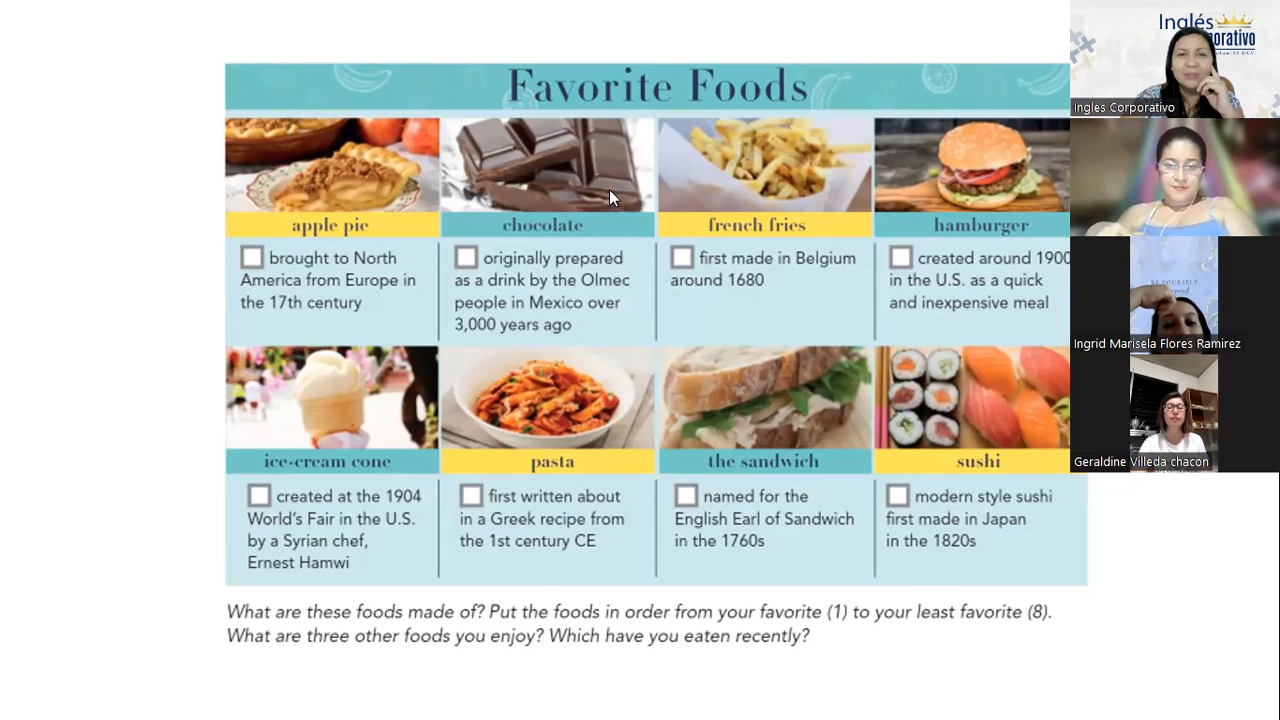 Favorite Foods
apple pie
brought to North
America from Europe in
the 17th century
chocolate
originally prepared
as a drink by the Olmec
people in Mexico over
3,000 years ago
french fries
first made in Belgium
around 1680
hamburger
created around 1900
in the U.S. as a quick
and inexpensive meal
ice-cream cone
created at the 1904
World's Fair in the U.S.
by a Syrian chef,
Ernest Hamwi
pasta
first written about
in a Greek recipe from
the 1st century CE
the sandwich
named for the
English Earl of Sandwich
in the 1760s
sushi
modern style sushi
first made in Japan
in the 1820s
What are these foods made of? Put the foods in order from your favorite (1) to your least favorite (8).
What are three other foods you enjoy? Which have you eaten recently?
Inglés
orativo
Ingles Corporativo
BE YOURSELF
Ingrid Marisela Flores Ramirez
Geraldine Villeda chacon